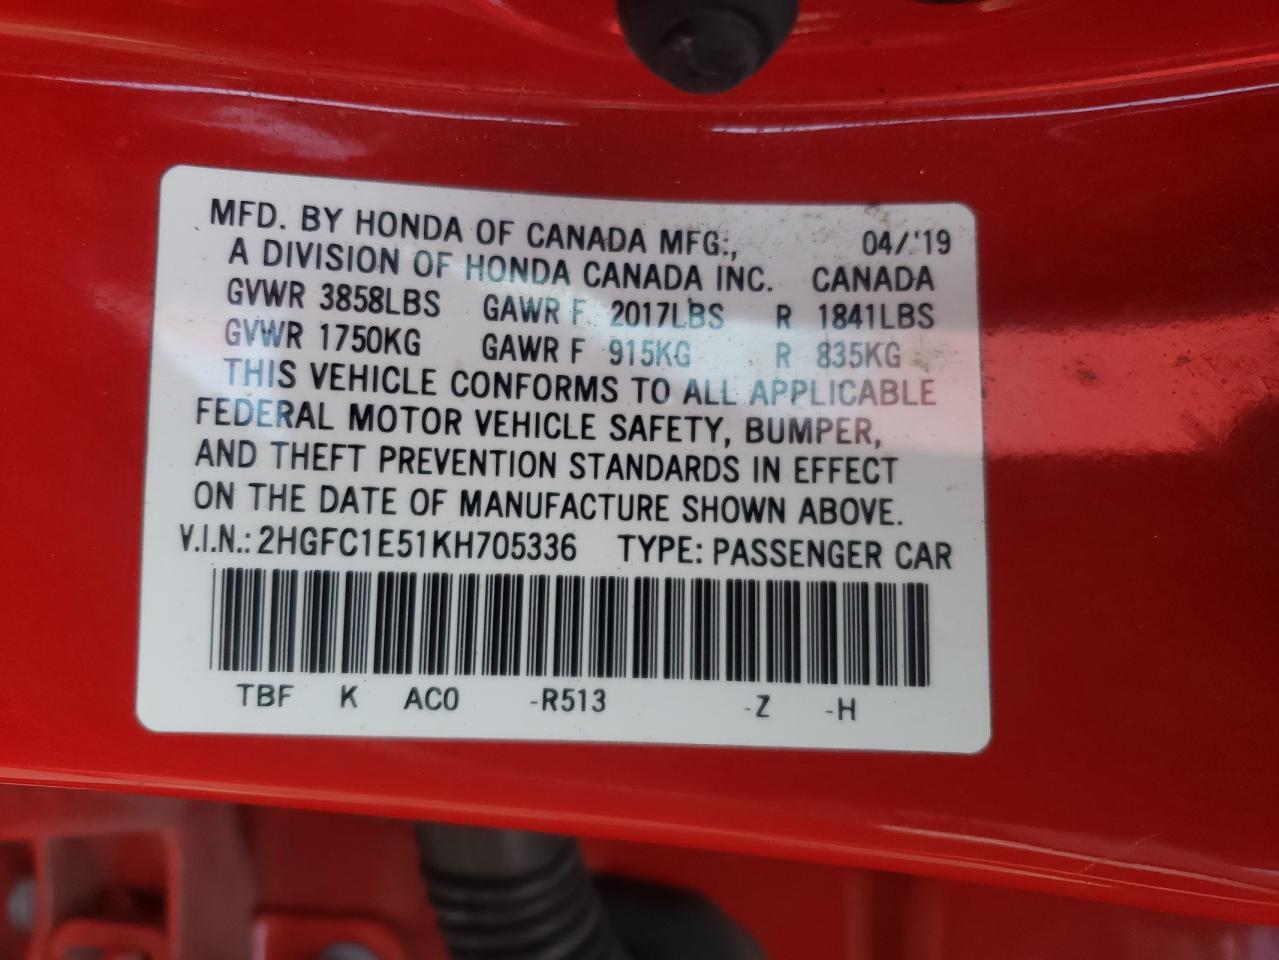 MFD. BY HONDA OF CANADA MFG., 04/'19
A DIVISION OF HONDA CANADA INC. CANADA
GVWR 3858LBS GAWR F 2017LBS R 1841LBS
GVWR 1750KG GAWR F 915KG R 835KG
THIS VEHICLE CONFORMS TO ALL APPLICABLE
FEDERAL MOTOR VEHICLE SAFETY, BUMPER,
AND THEFT PREVENTION STANDARDS IN EFFECT
ON THE DATE OF MANUFACTURE SHOWN ABOVE.
V.I.N.: 2HGFC1E51KH705336 TYPE: PASSENGER CAR
TBF K AC0 -R513 -Z -H